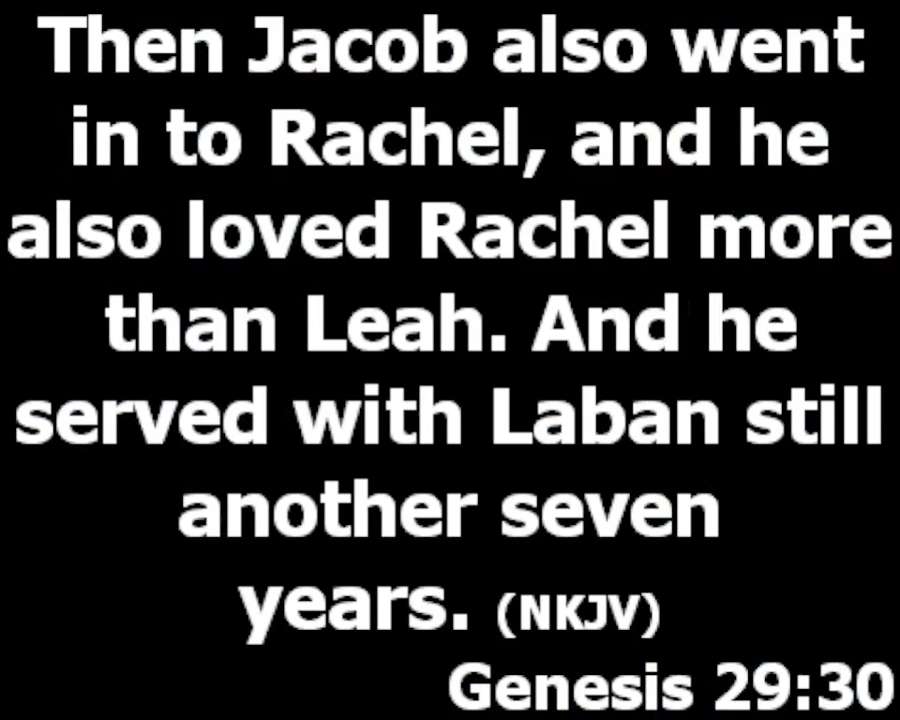 Then Jacob also went
in to Rachel, and he
also loved Rachel more
than Leah. And he
served with Laban still
another seven
years. (NKJV)
Genesis 29:30